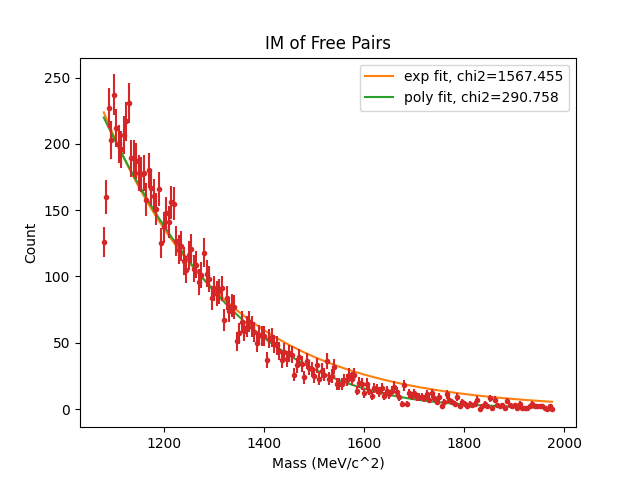 IM of Free Pairs
exp fit, chi2=1567.455
poly fit, chi2=290.758
250
200
150
100
50
0
Count
1200 1400 1600 1800 2000
Mass (MeV/c^2)